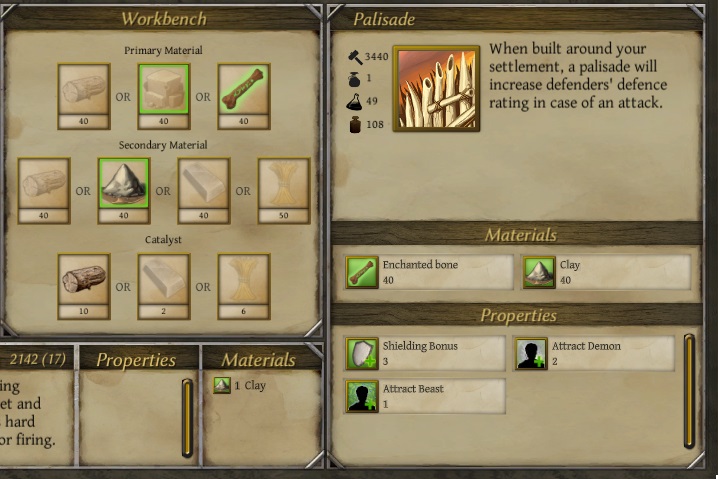 Workbench
Primary Material
OR OR
40 40 40
Secondary Material
OR OR OR
40 40 40 50
Catalyst
OR OR
10 2 6
2142 (17)
ing
et and
hard
or firing.
Properties
Materials
1 Clay
Palisade
3440
1
49
108
When built around your
settlement, a palisade will
increase defenders' defence
rating in case of an attack.
Materials
Enchanted bone
40
Clay
40
Properties
Shielding Bonus
3
Attract Demon
2
Attract Beast
1